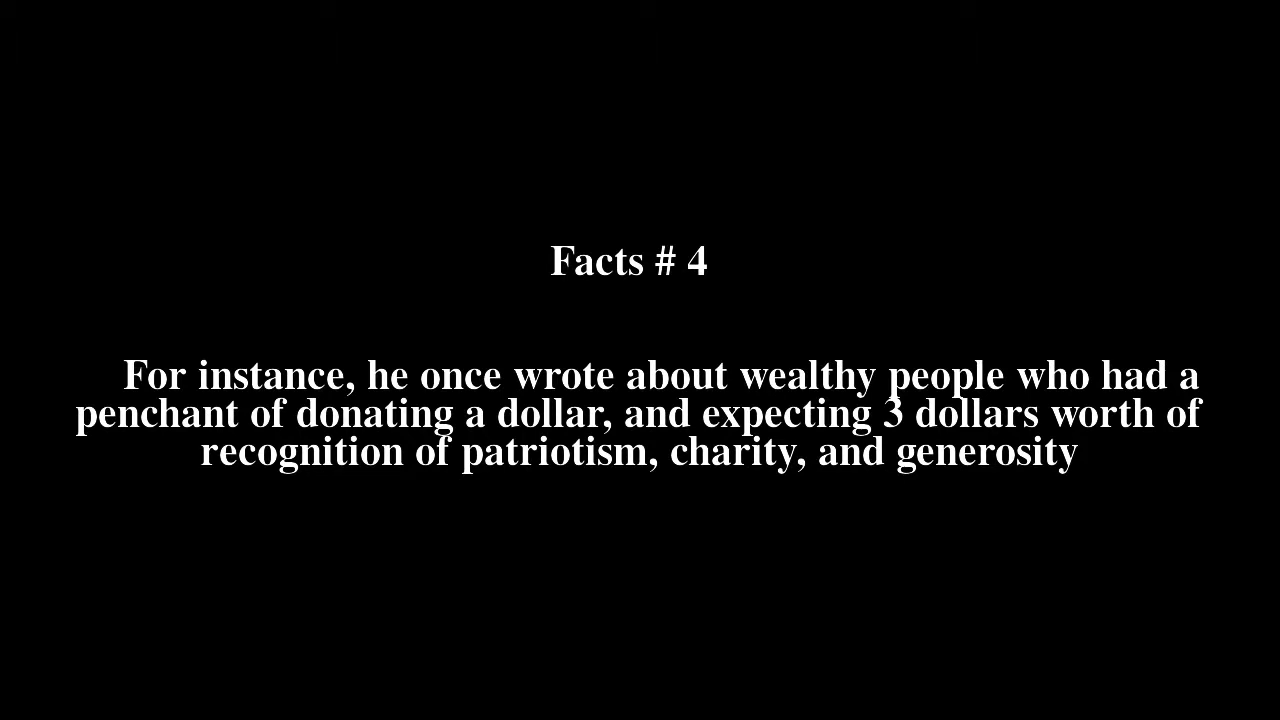 Facts # 4
For instance, he once wrote about wealthy people who had a
penchant of donating a dollar, and expecting 3 dollars worth of
recognition of patriotism, charity, and generosity